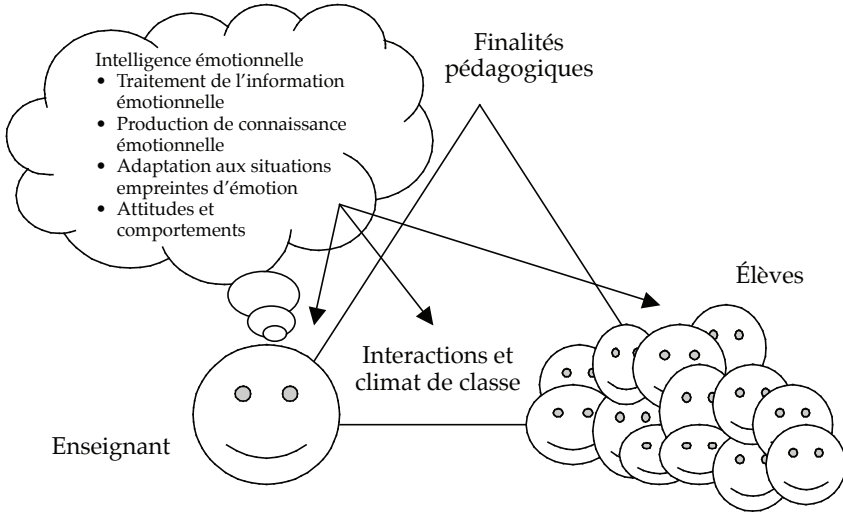 Intelligence émotionnelle
• Traitement de l'information
émotionnelle
• Production de connaissance
émotionnelle
• Adaptation aux situations
empreintes d'émotion
• Attitudes et
comportements
Finalités
pédagogiques
Élèves
Interactions et
climat de classe
Enseignant